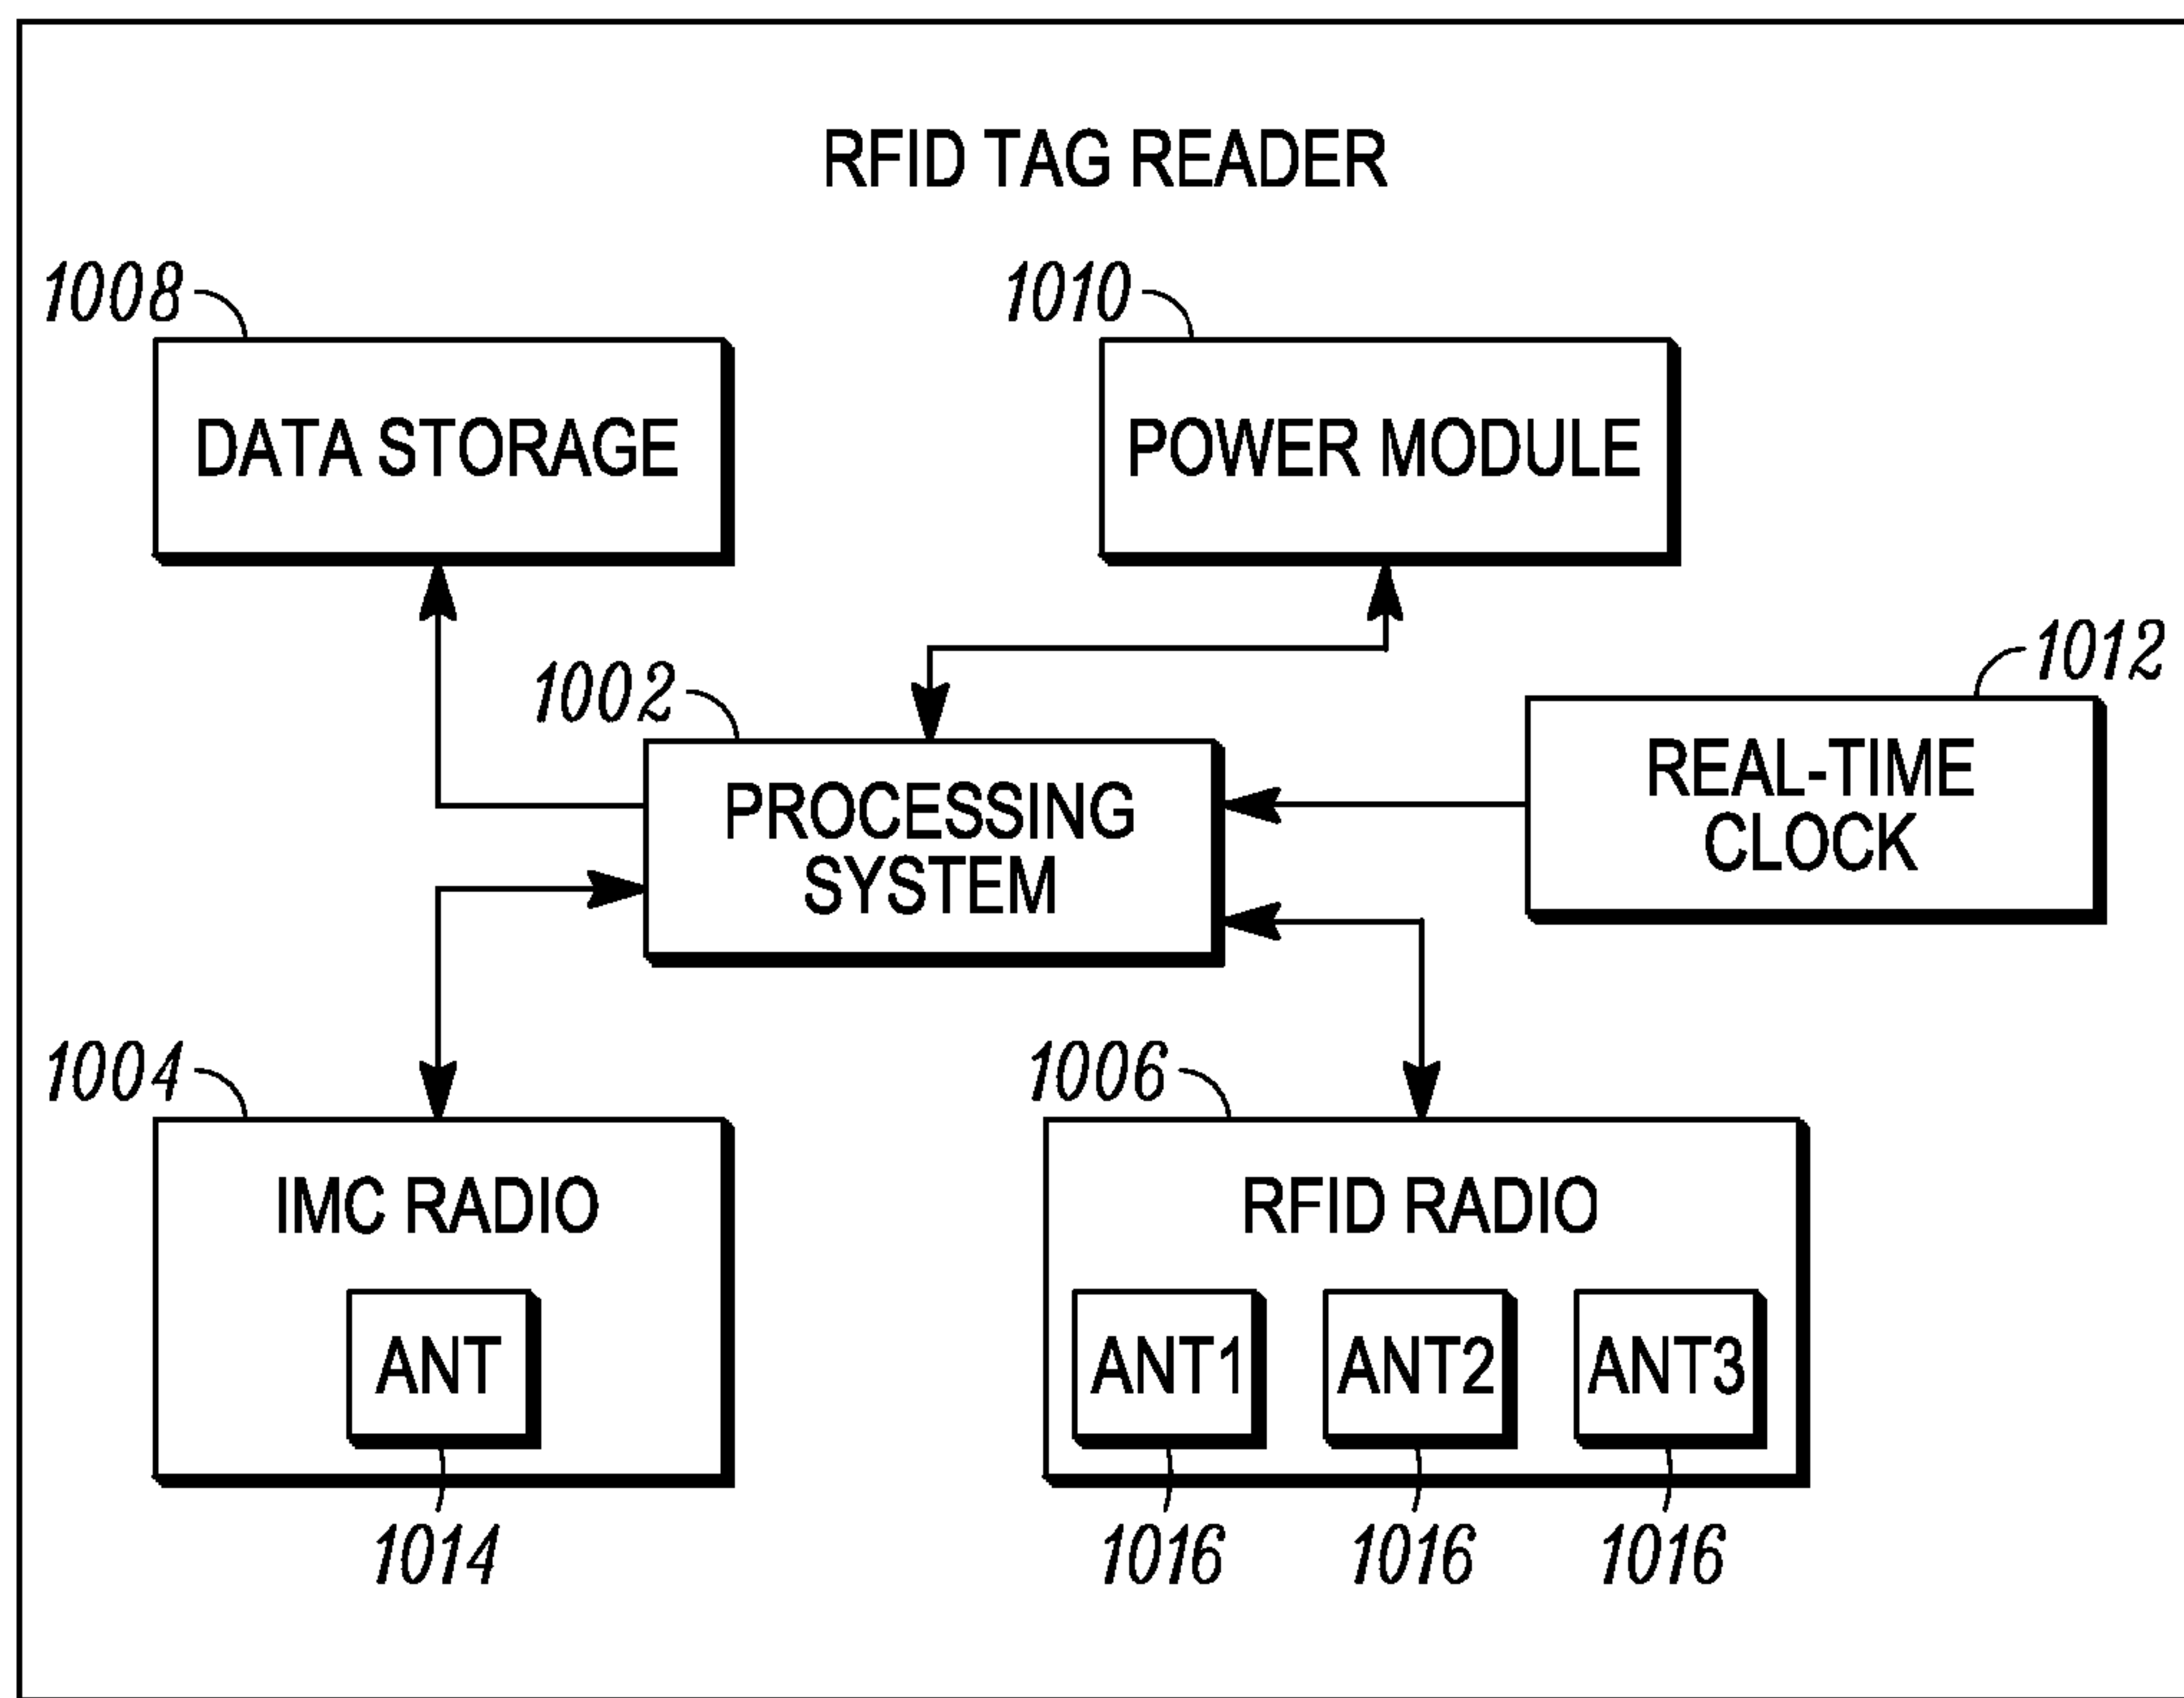 RFID TAG READER
1008
1010
DATA STORAGE
POWER MODULE
1002
1012
PROCESSING
SYSTEM
REAL-TIME
CLOCK
1004
1006
IMC RADIO
RFID RADIO
ANT
ANT1
ANT2
ANT3
1014
1016
1016
1016